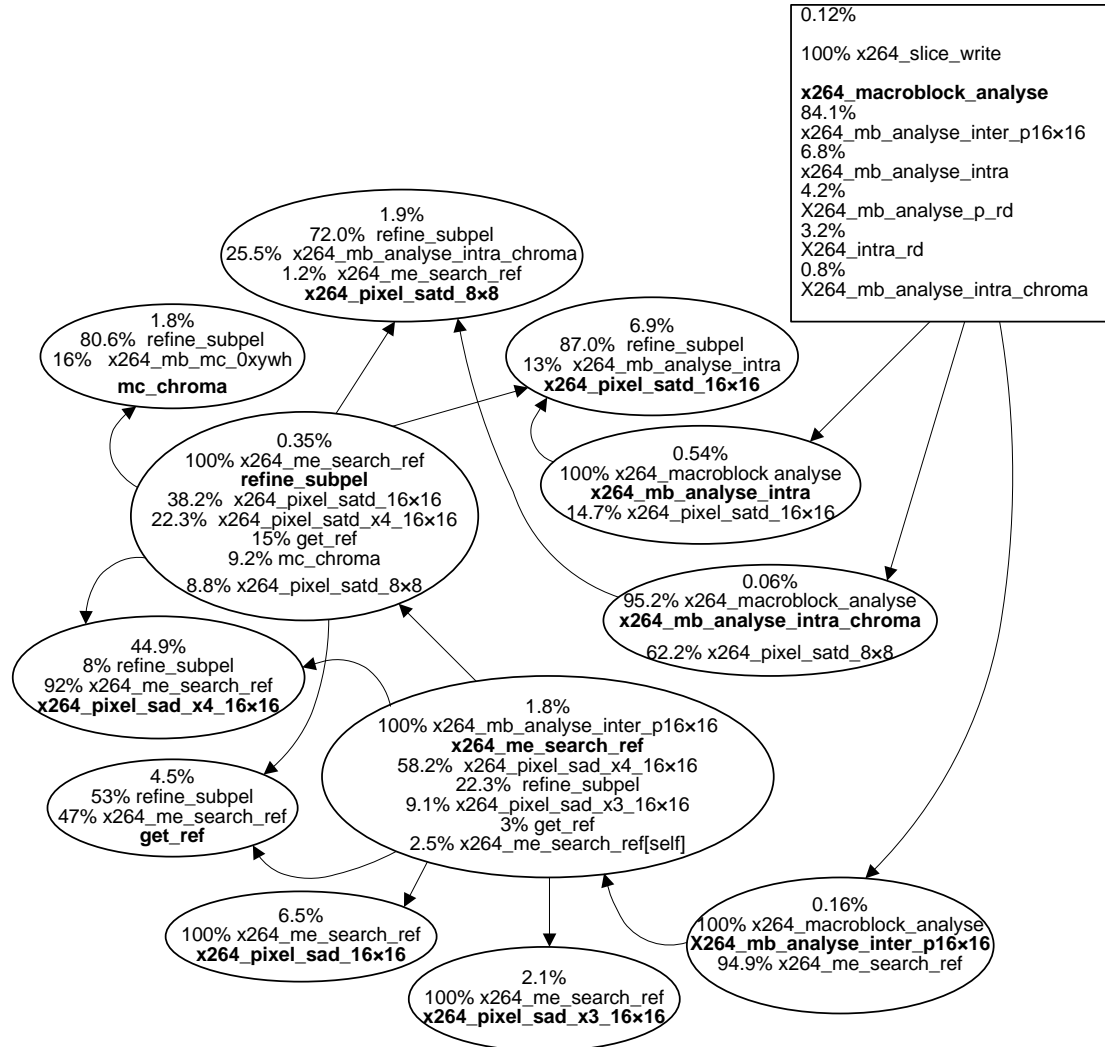 0.12%
100% x264_slice_write
x264_macroblock_analyse
84.1%
x264_mb_analyse_inter_p16×16
6.8%
x264_mb_analyse_intra
4.2%
X264_mb_analyse_p_rd
3.2%
X264_intra_rd
0.8%
X264_mb_analyse_intra_chroma
1.9%
72.0% refine_subpel
25.5% x264_mb_analyse_intra_chroma
1.2% x264_me_search_ref
x264_pixel_satd_8×8
1.8%
80.6% refine_subpel
16% x264_mb_mc_0xywh
mc_chroma
6.9%
87.0% refine_subpel
13% x264_mb_analyse_intra
x264_pixel_satd_16×16
0.35%
100% x264_me_search_ref
refine_subpel
38.2% x264_pixel_satd_16×16
22.3% x264_pixel_satd_x4_16×16
15% get_ref
9.2% mc_chroma
8.8% x264_pixel_satd_8×8
0.54%
100% x264_macroblock analyse
x264_mb_analyse_intra
14.7% x264_pixel_satd_16×16
0.06%
95.2% x264_macroblock_analyse
x264_mb_analyse_intra_chroma
62.2% x264_pixel_satd_8×8
44.9%
8% refine_subpel
92% x264_me_search_ref
x264_pixel_sad_x4_16×16
1.8%
100% x264_mb_analyse_inter_p16×16
x264_me_search_ref
58.2% x264_pixel_sad_x4_16×16
22.3% refine_subpel
9.1% x264_pixel_sad_x3_16×16
3% get_ref
2.5% x264_me_search_ref[self]
4.5%
53% refine_subpel
47% x264_me_search_ref
get_ref
6.5%
100% x264_me_search_ref
x264_pixel_sad_16×16
2.1%
100% x264_me_search_ref
x264_pixel_sad_x3_16×16
0.16%
100% x264_macroblock_analyse
X264_mb_analyse_inter_p16×16
94.9% x264_me_search_ref